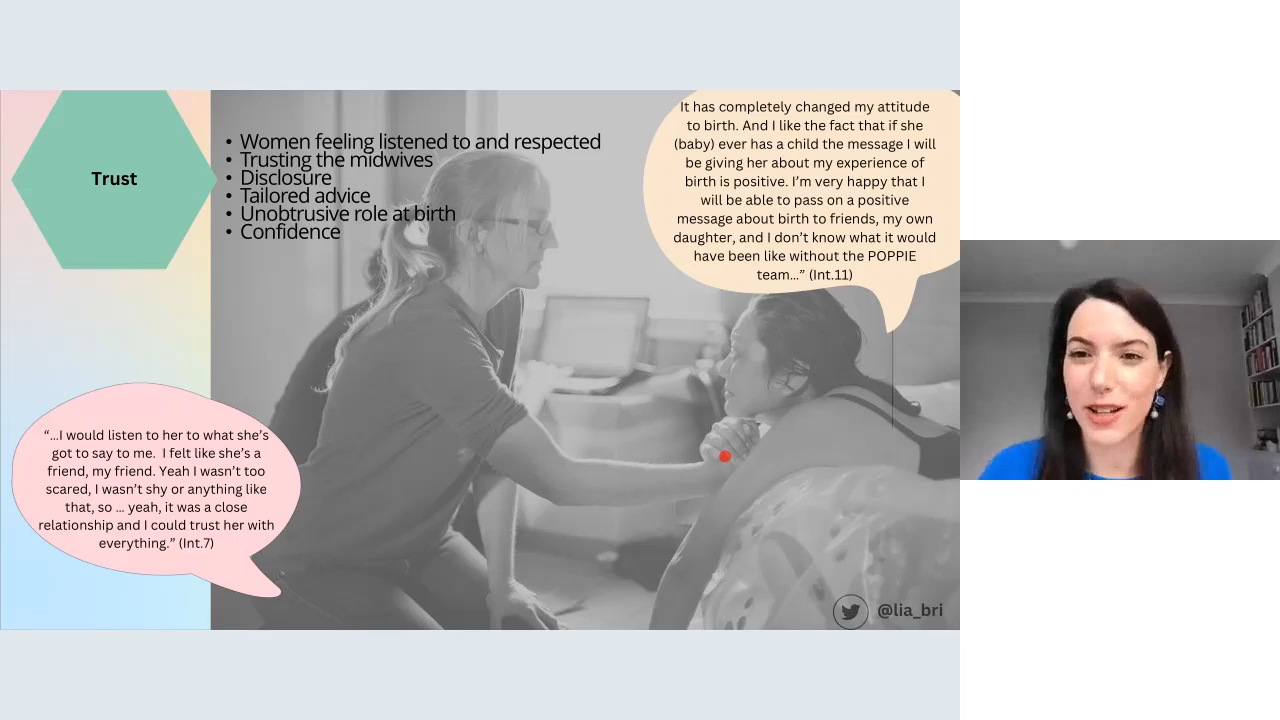 Trust
• Women feeling listened to and respected
• Trusting the midwives
• Disclosure
• Tailored advice
• Unobtrusive role at birth
• Confidence
It has completely changed my attitude
to birth. And I like the fact that if she
(baby) ever has a child the message I will
be giving her about my experience of
birth is positive. I’m very happy that I
will be able to pass on a positive
message about birth to friends, my own
daughter, and I don’t know what it would
have been like without the POPPIE
team…” (Int.11)
“…I would listen to her to what she’s
got to say to me.  I felt like she’s a
friend, my friend. Yeah I wasn’t too
scared, I wasn’t shy or anything like
that, so … yeah, it was a close
relationship and I could trust her with
everything.” (Int.7)
@lia_bri